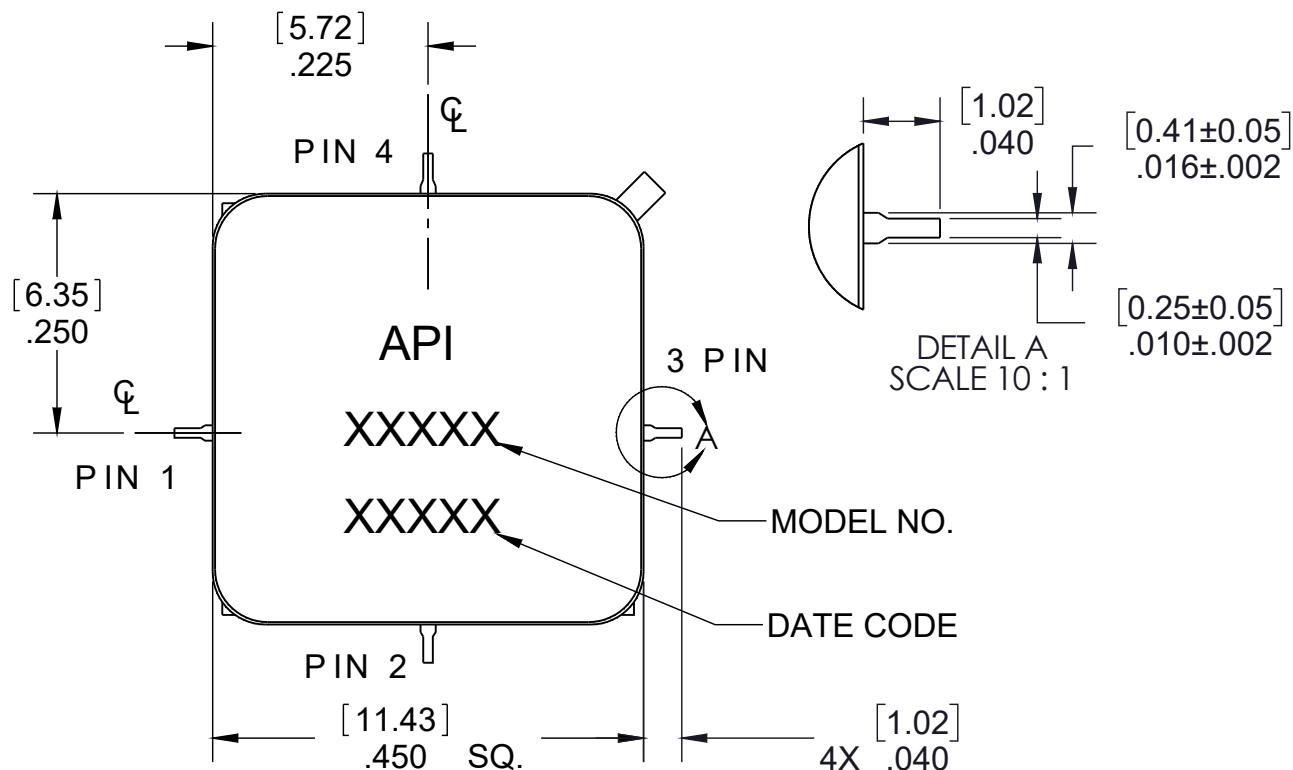 [5.72]
.225
℄
PIN 4
[1.02]
.040
[0.41±0.05]
.016±.002
[6.35]
.250
API
3 PIN
[0.25±0.05]
.010±.002
DETAIL A
SCALE 10 : 1
℄
XXXXX
A
PIN 1
XXXXX
MODEL NO.
DATE CODE
PIN 2
[11.43]
.450 SQ.
[1.02]
4X .040